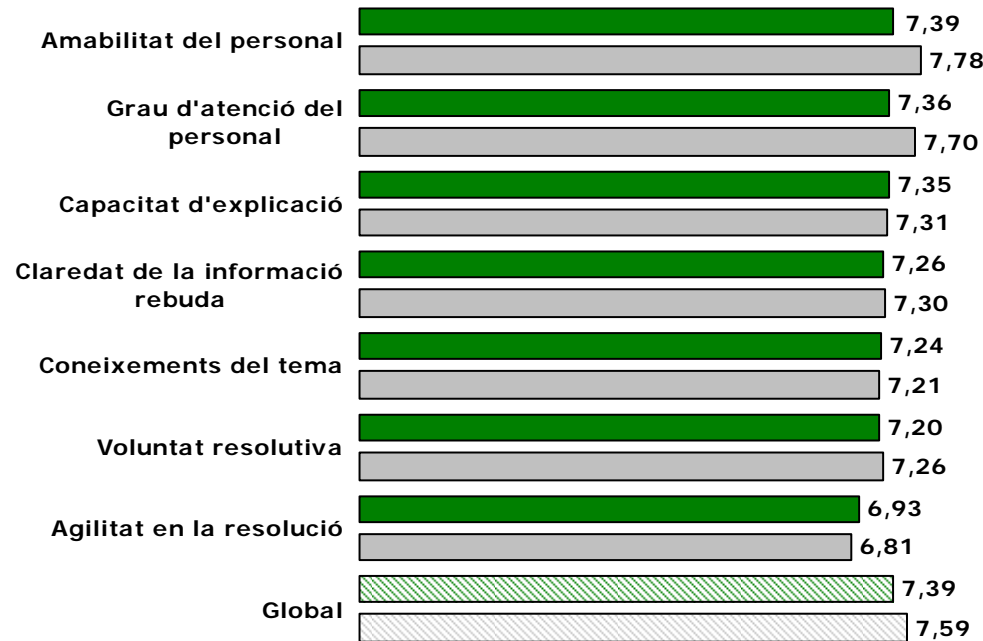 Amabilitat del personal
7,39
7,78
Grau d'atenció del
personal
7,36
7,70
Capacitat d'explicació
7,35
7,31
Claredat de la informació
rebuda
7,26
7,30
Coneixements del tema
7,24
7,21
Voluntat resolutiva
7,20
7,26
Agilitat en la resolució
6,93
6,81
Global
7,39
7,59